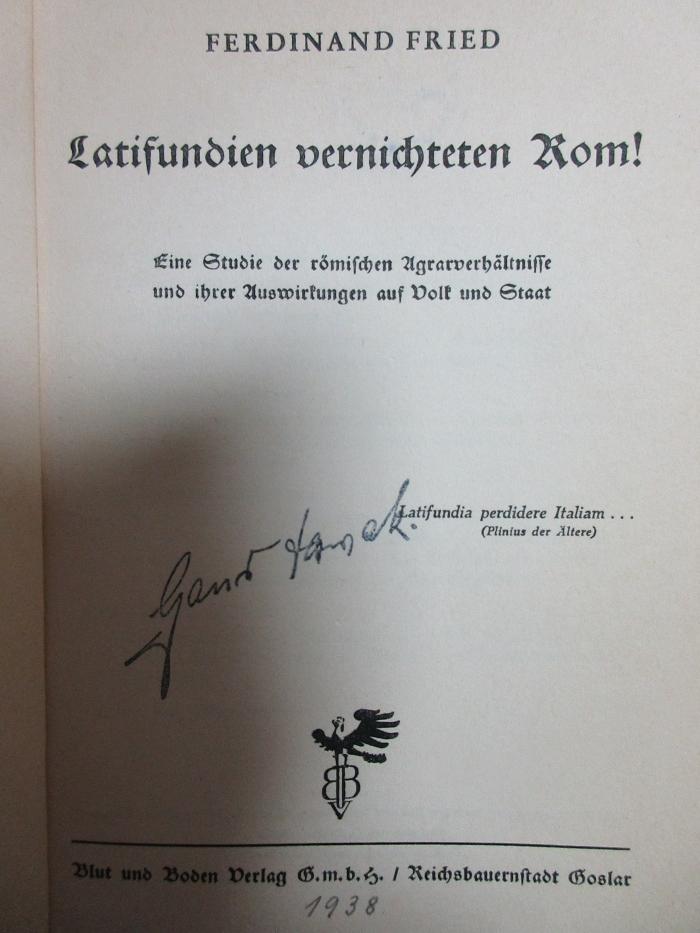 FERDINAND FRIED
Latifundien vernichteten Rom!
Eine Studie der römischen Agrarverhältnisse
und ihrer Auswirkungen auf Volk und Staat
Latifundia perdidere Italiam . . .
(Plinius der Ältere)
BB
Blut und Boden Verlag G.m.b.H. / Reichsbauernstadt Goslar
1938